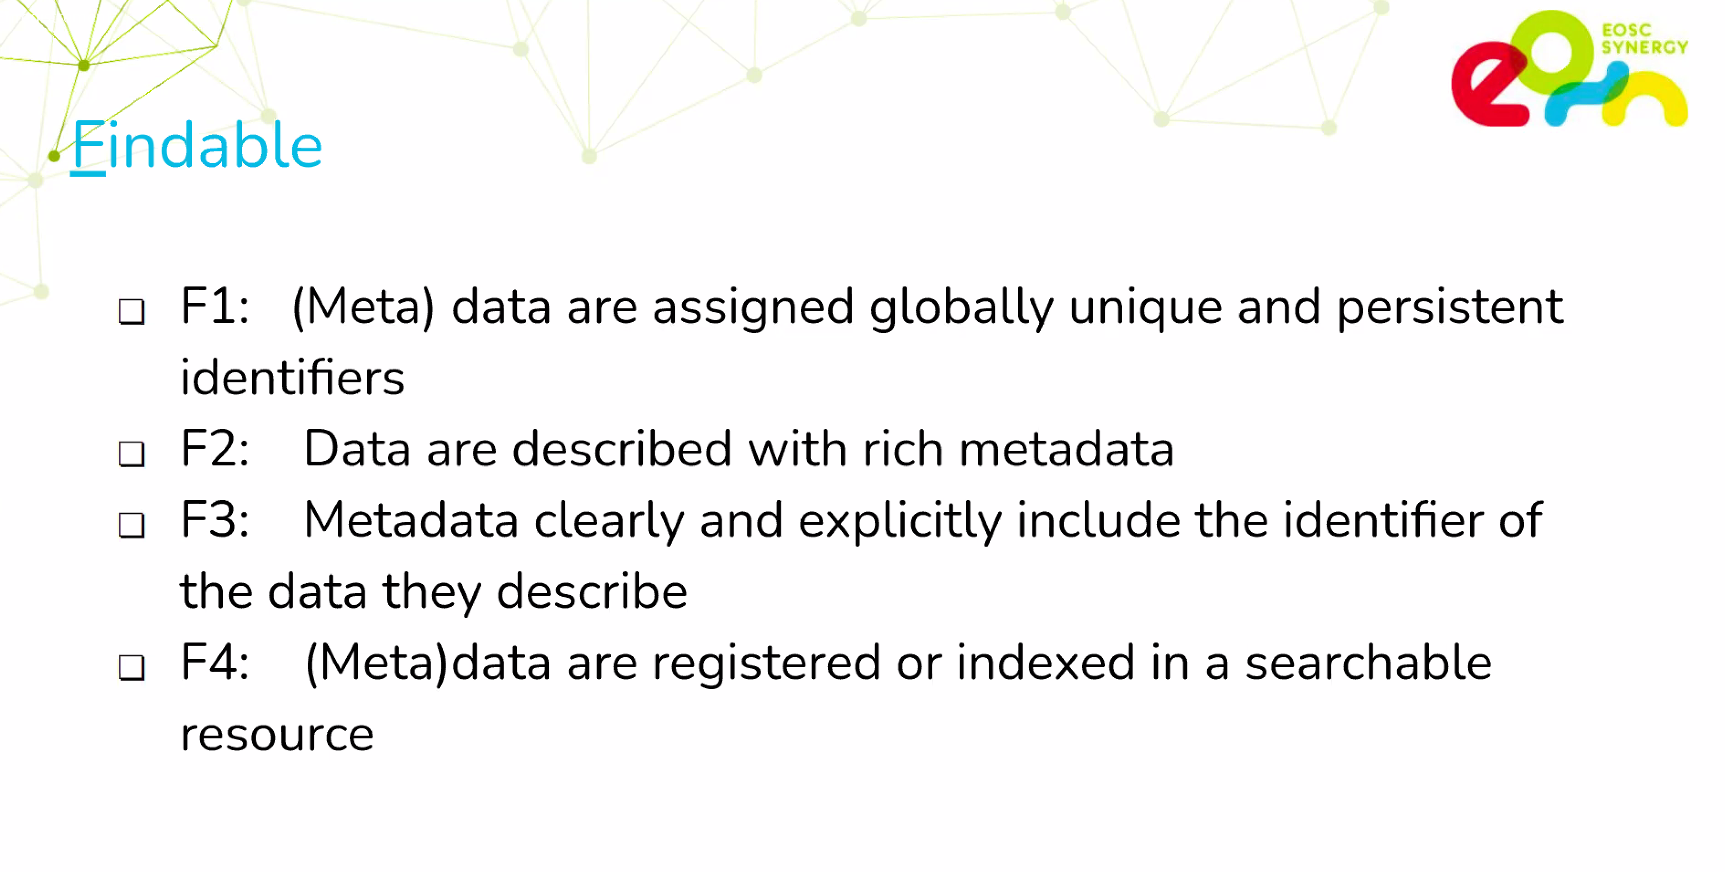 EOSC
SYNERGY
Findable
❏ F1: (Meta) data are assigned globally unique and persistent
identifiers
❏ F2: Data are described with rich metadata
❏ F3: Metadata clearly and explicitly include the identifier of
the data they describe
❏ F4: (Meta)data are registered or indexed in a searchable
resource